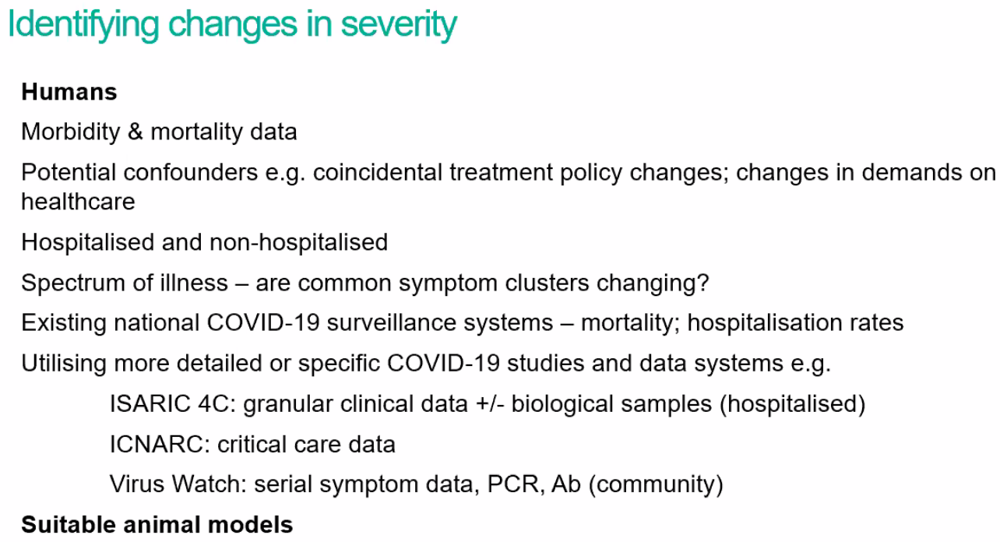 Identifying changes in severity
Humans
Morbidity & mortality data
Potential confounders e.g. coincidental treatment policy changes; changes in demands on
healthcare
Hospitalised and non-hospitalised
Spectrum of illness – are common symptom clusters changing?
Existing national COVID-19 surveillance systems – mortality; hospitalisation rates
Utilising more detailed or specific COVID-19 studies and data systems e.g.
ISARIC 4C: granular clinical data +/- biological samples (hospitalised)
ICNARC: critical care data
Virus Watch: serial symptom data, PCR, Ab (community)
Suitable animal models